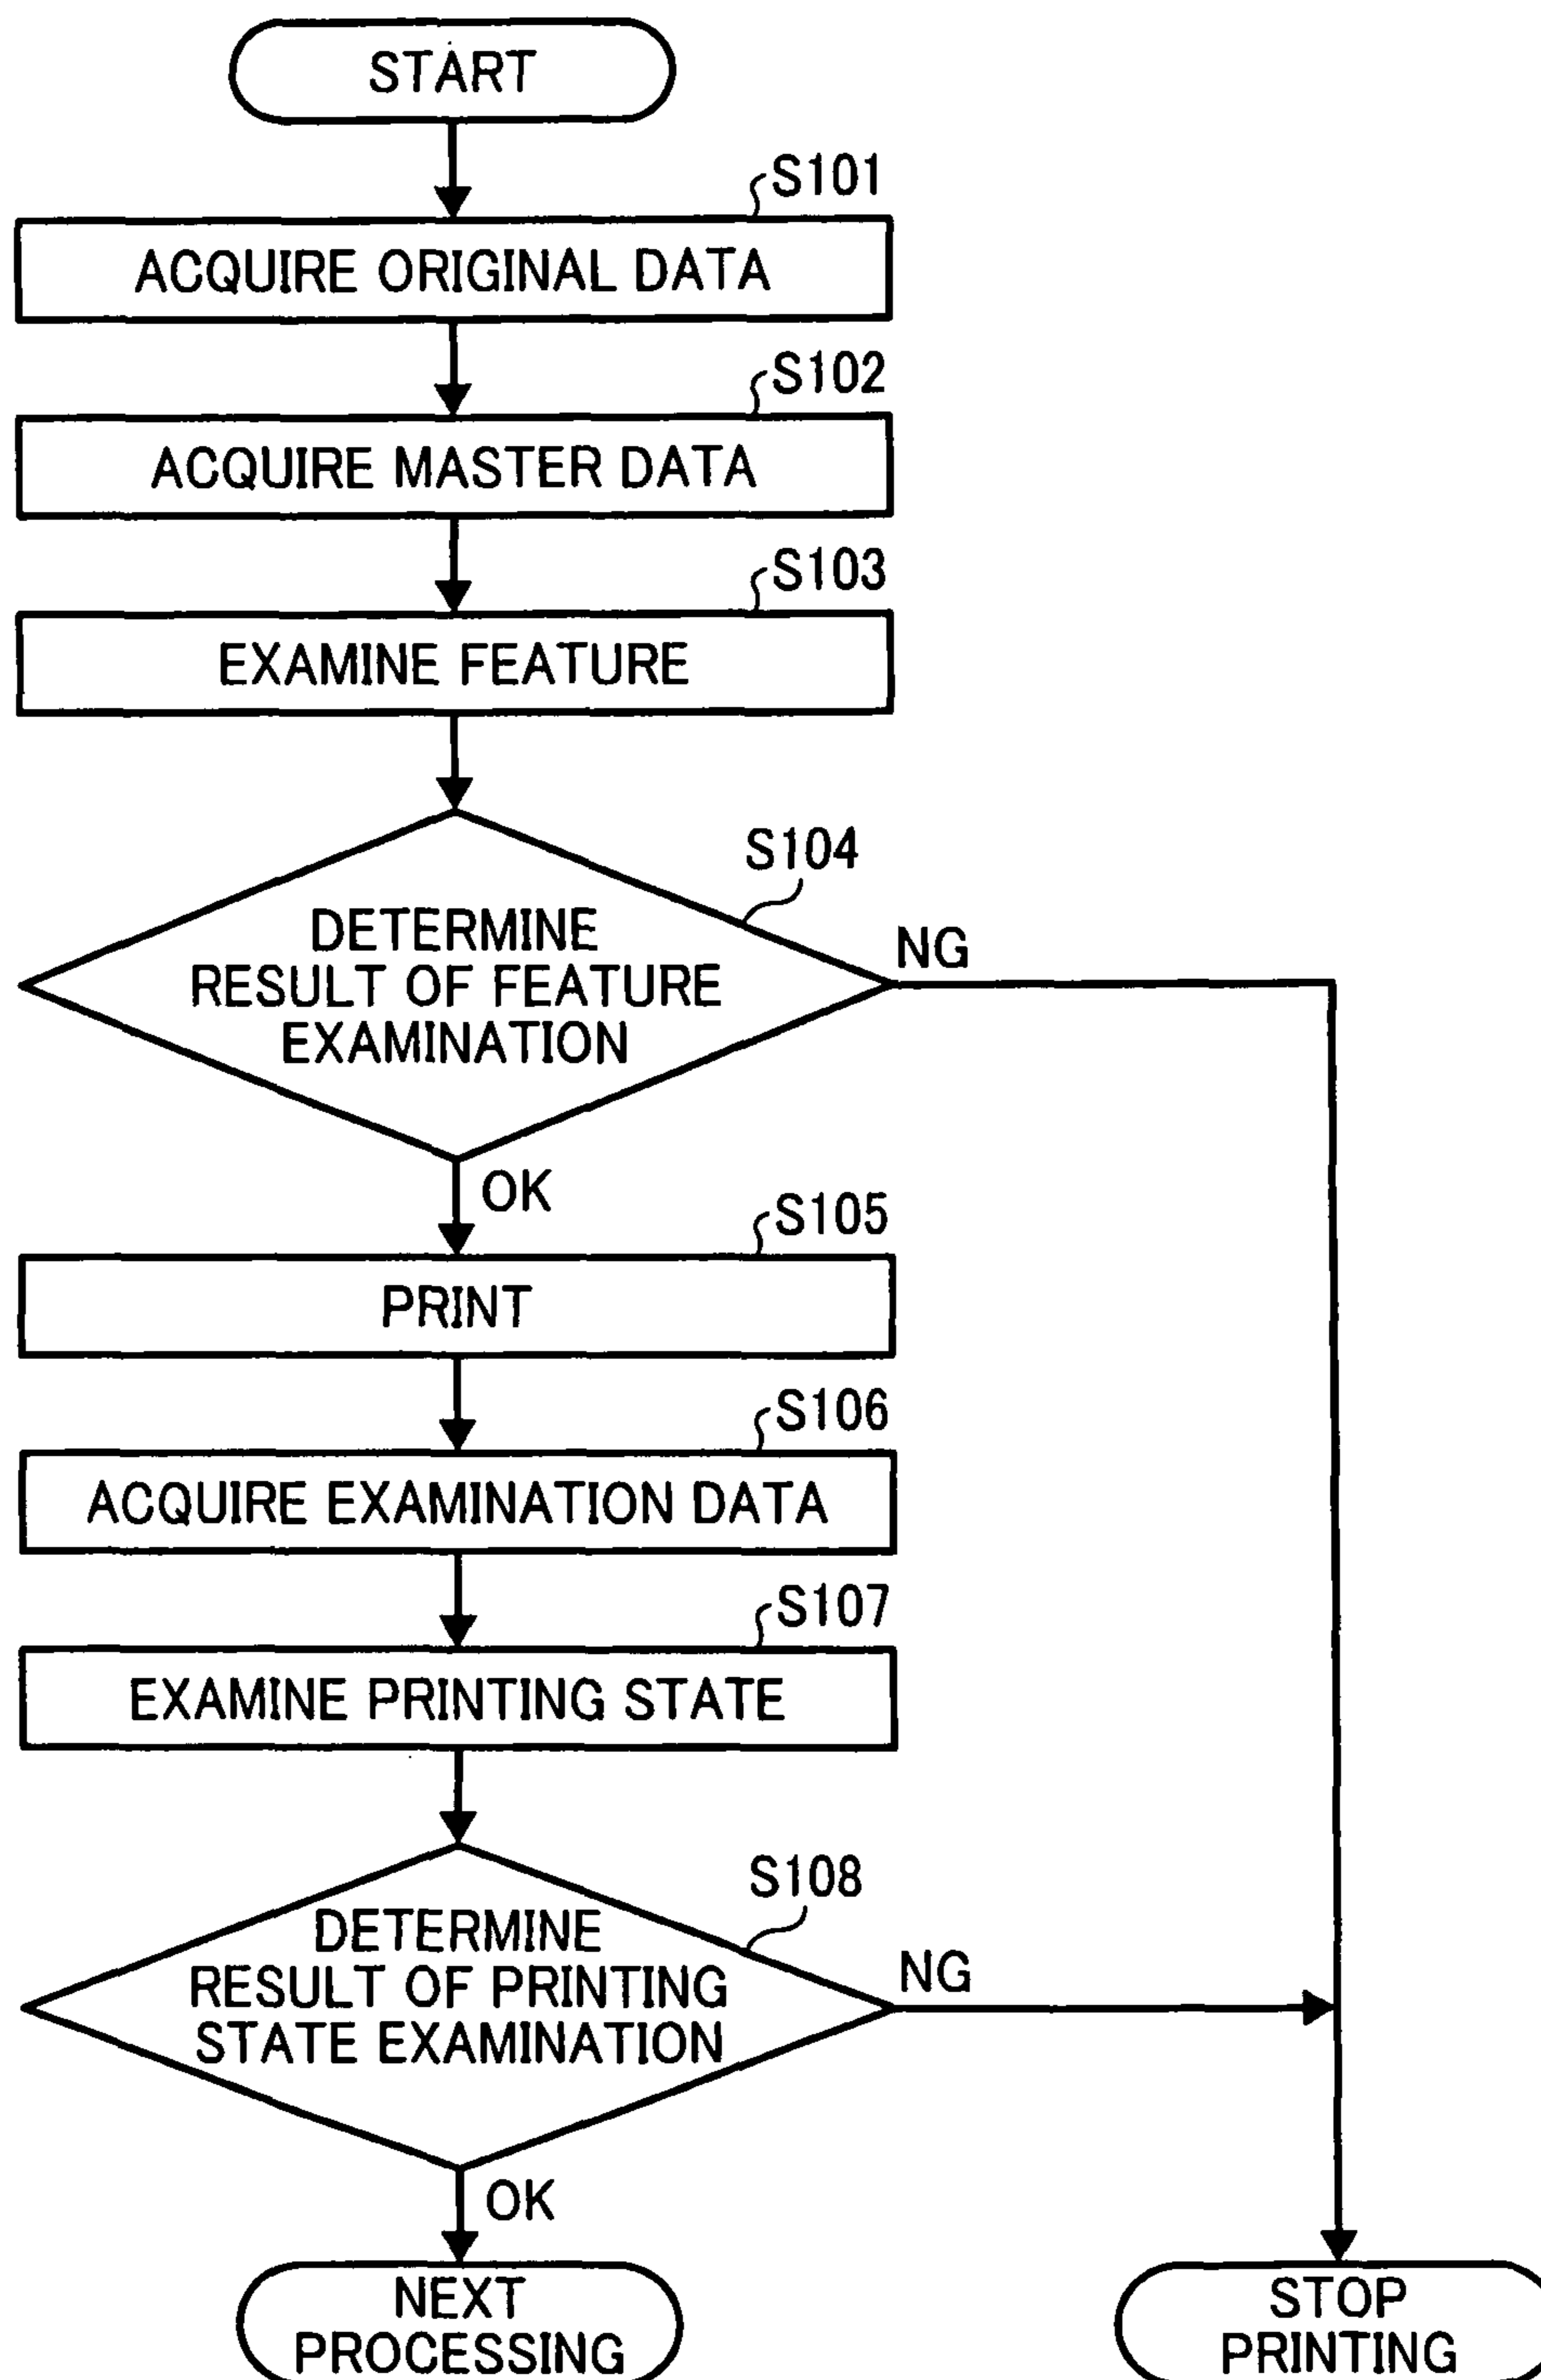 START
S101
ACQUIRE ORIGINAL DATA
S102
ACQUIRE MASTER DATA
S103
EXAMINE FEATURE
S104
DETERMINE
RESULT OF FEATURE
EXAMINATION
NG
OK
S105
PRINT
S106
ACQUIRE EXAMINATION DATA
S107
EXAMINE PRINTING STATE
S108
DETERMINE
RESULT OF PRINTING
STATE EXAMINATION
NG
OK
NEXT
PROCESSING
STOP
PRINTING